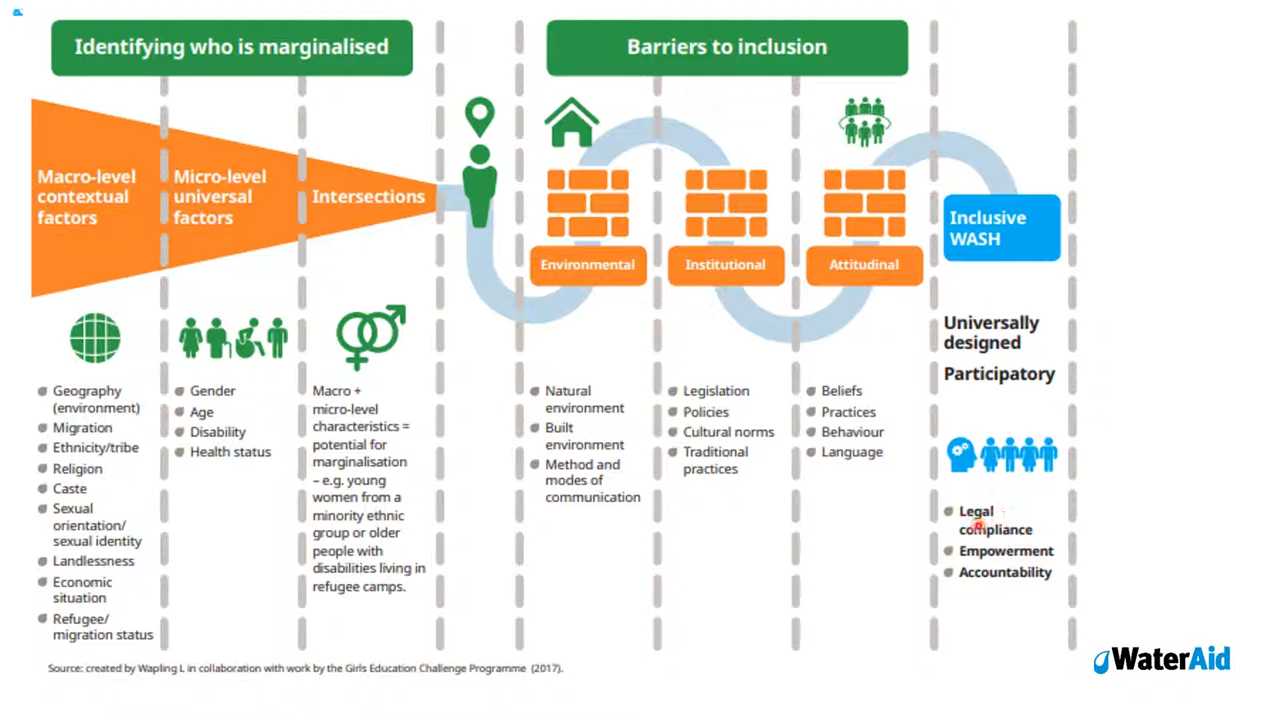 Identifying who is marginalised
Barriers to inclusion
Macro-level
contextual
factors
Micro-level
universal
factors
Intersections
Environmental
Institutional
Attitudinal
Inclusive
WASH
Geography
(environment)
Migration
Ethnicity/tribe
Religion
Caste
Sexual
orientation/
sexual identity
Landlessness
Economic
situation
Refugee/
migration status
Gender
Age
Disability
Health status
Macro +
micro-level
characteristics =
potential for
marginalisation
– e.g. young
women from a
minority ethnic
group or older
people with
disabilities living in
refugee camps.
Natural
environment
Built
environment
Method and
modes of
communication
Legislation
Policies
Cultural norms
Traditional
practices
Beliefs
Practices
Behaviour
Language
Universally
designed
Participatory
Legal
compliance
Empowerment
Accountability
Source: created by Wapling L in collaboration with work by the Girls Education Challenge Programme (2017).
WaterAid